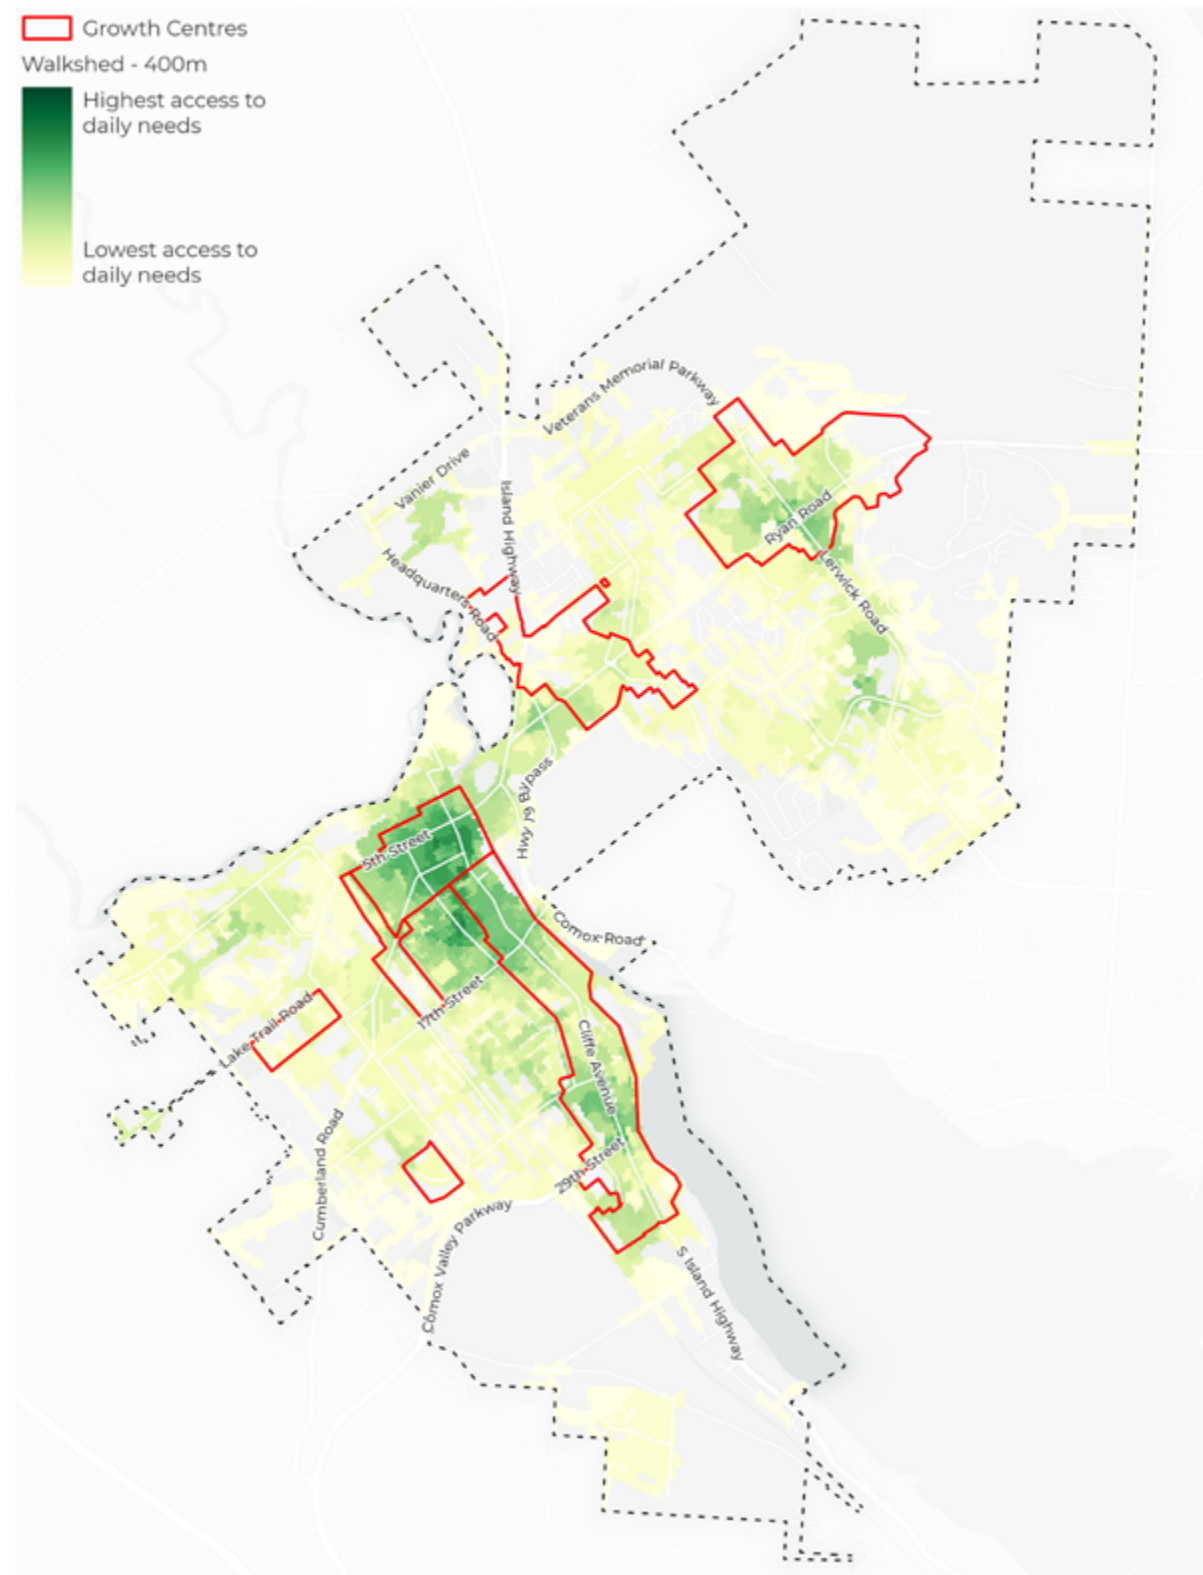 Growth Centres
Walkshed - 400m
Highest access to
daily needs
Lowest access to
daily needs
Veterans Memorial Parkway
Vanier Drive
Island Highway
Ryan Road
Headquarters Road
Lerwick Road
Hwy 19 Bypass
5th Street
Comox Road
17th Street
Lake Trail Road
Cliffe Avenue
Cumberland Road
29th Street
Comox Valley Parkway
S Island Highway